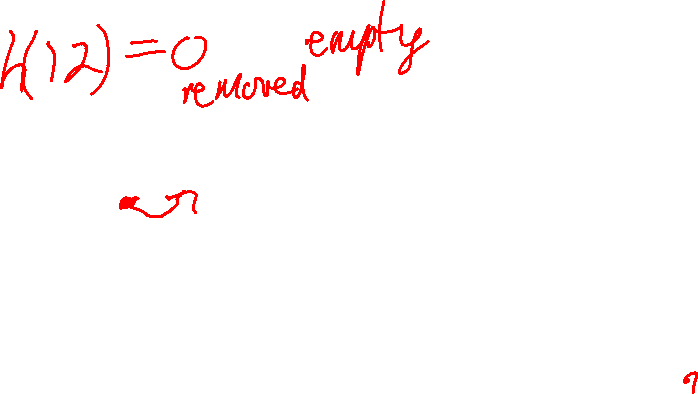 h(12) = 0
empty
removed